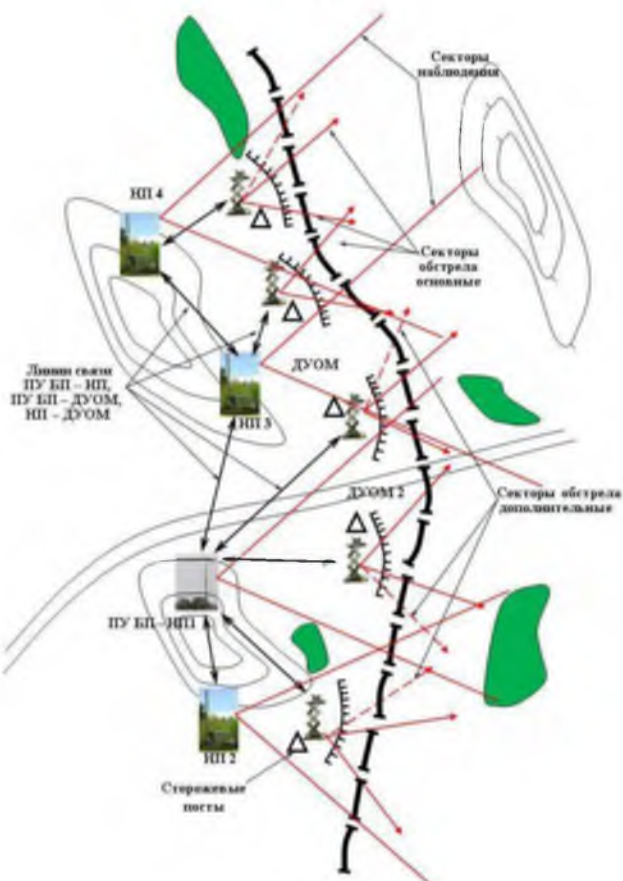 Секторы
наблюдения
НП 4
Секторы
обстрела
основные
Линии связи
ПУ БП – НП,
ПУ БП – ДУОМ,
НП – ДУОМ
ДУОМ
НП 3
ДУОМ 2
Секторы обстрела
дополнительные
ПУ БП – НП1
НП 2
Сторожевые
посты